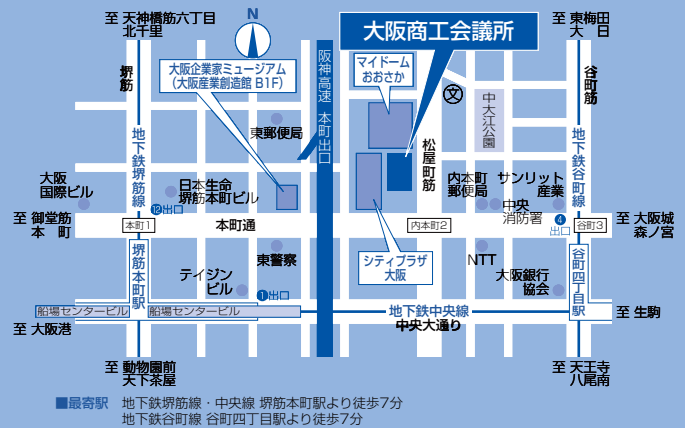 至 天神橋筋六丁目
北千里
N
大阪商工会議所
至 東梅田
大 日
堺筋
大阪企業家ミュージアム
（大阪産業創造館 B1F）
阪神高速 本町出口
マイドーム
おおさか
文
中大江公園
谷町筋
東郵便局
地下鉄堺筋線
松屋町筋
地下鉄谷町線
大阪
国際ビル
日本生命
堺筋本町ビル
内本町
郵便局
サンリット
産業
⑫出口
中央
消防署
④
出口
至 御堂筋
本 町
本町1
本町通
内本町2
谷町3
至 大阪城
森ノ宮
堺筋本町駅
東警察
シティプラザ
大阪
NTT
谷町四丁目駅
テイジン
ビル
①出口
大阪銀行
協会
船場センタービル
船場センタービル
地下鉄中央線
中央大通り
至 生駒
至 大阪港
至 動物園前
天下茶屋
至 天王寺
八尾南
■最寄駅 地下鉄堺筋線・中央線 堺筋本町駅より徒歩7分
地下鉄谷町線 谷町四丁目駅より徒歩7分